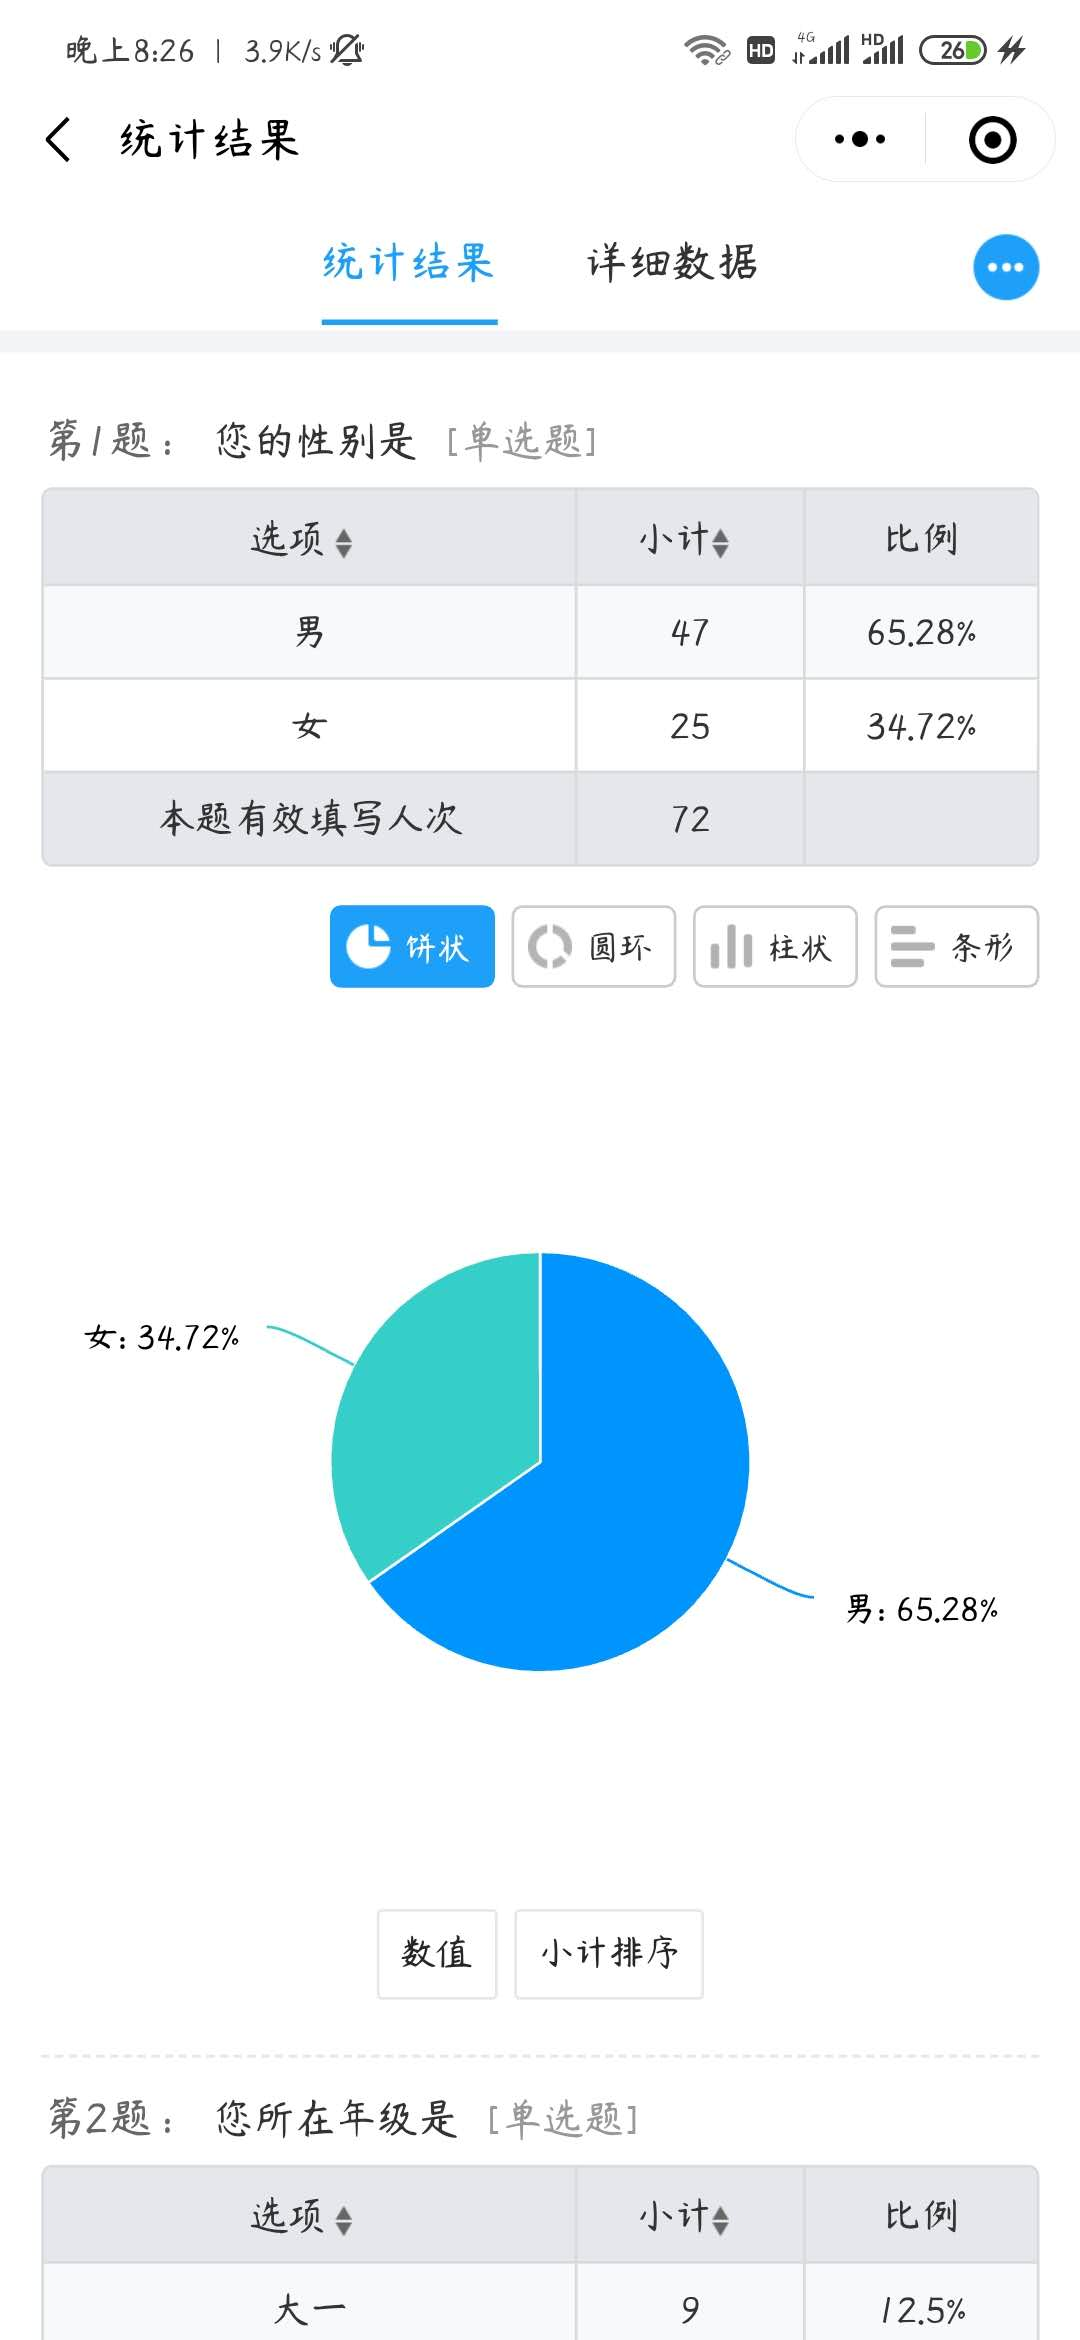 晚上8:26 | 3.9K/s HD 4G HD 26
统计结果
统计结果 详细数据
第1题： 您的性别是 [单选题]
选项 小计 比例
男 47 65.28%
女 25 34.72%
本题有效填写人次 72
饼状 圆环 柱状 条形
女: 34.72%
男: 65.28%
数值 小计排序
第2题： 您所在年级是 [单选题]
选项 小计 比例
大一 9 12.5%